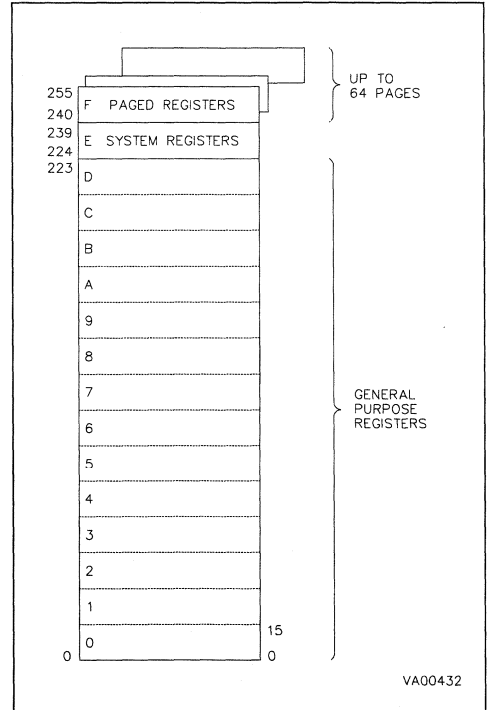 UP TO
64 PAGES
255
F PAGED REGISTERS
240
239
E SYSTEM REGISTERS
224
223
D
C
B
A
9
8
7
GENERAL
PURPOSE
REGISTERS
6
5
4
3
2
1
15
0
0
0
VA00432